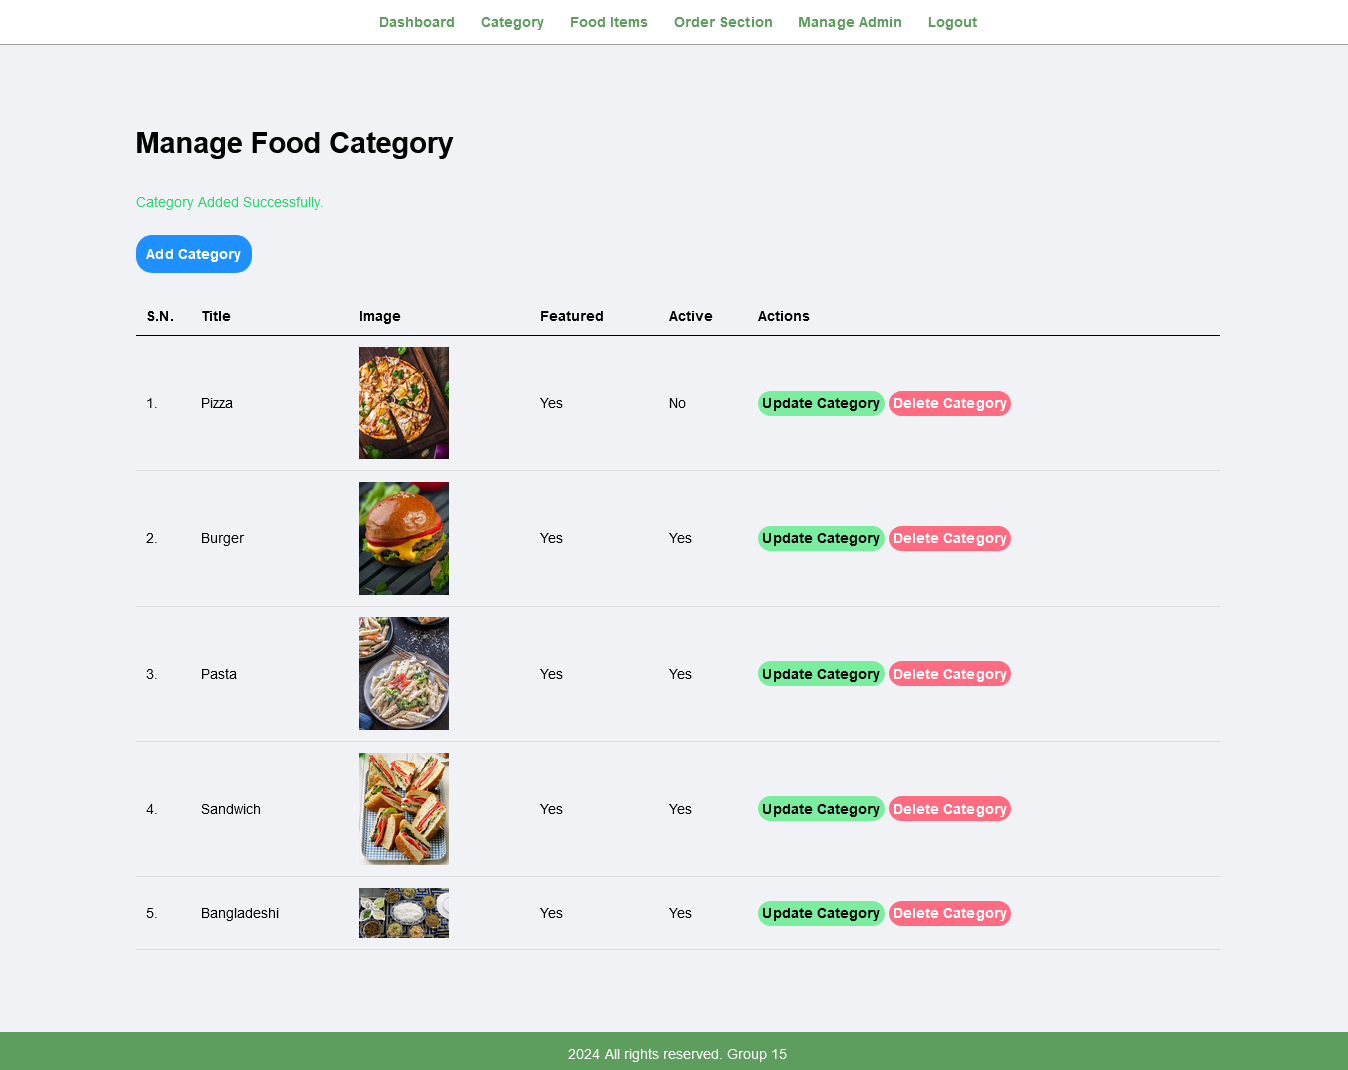 Dashboard Category Food Items Order Section Manage Admin Logout
Manage Food Category
Category Added Successfully.
Add Category
S.N. Title Image Featured Active Actions
1. Pizza Yes No Update Category Delete Category
2. Burger Yes Yes Update Category Delete Category
3. Pasta Yes Yes Update Category Delete Category
4. Sandwich Yes Yes Update Category Delete Category
5. Bangladeshi Yes Yes Update Category Delete Category
2024 All rights reserved. Group 15